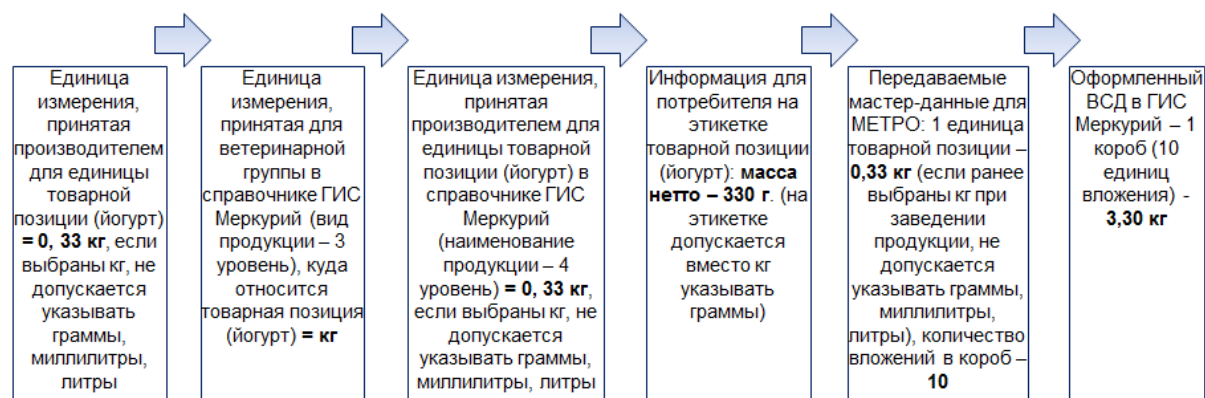 Единица
измерения,
принятая
производителем
для единицы
товарной
позиции (йогурт)
= 0, 33 кг, если
выбраны кг, не
допускается
указывать
граммы,
миллилитры,
литры
Единица
измерения,
принятая для
ветеринарной
группы в
справочнике ГИС
Меркурий (вид
продукции – 3
уровень), куда
относится
товарная позиция
(йогурт) = кг
Единица измерения,
принятая
производителем для
единицы товарной
позиции (йогурт) в
справочнике ГИС
Меркурий
(наименование
продукции – 4
уровень) = 0, 33 кг,
если выбраны кг, не
допускается
указывать граммы,
миллилитры, литры
Информация для
потребителя на
этикетке
товарной позиции
(йогурт): масса
нетто – 330 г. (на
этикетке
допускается
вместо кг
указывать
граммы)
Передаваемые
мастер-данные для
МЕТРО: 1 единица
товарной позиции –
0,33 кг (если ранее
выбраны кг при
заведении
продукции, не
допускается
указывать граммы,
миллилитры,
литры), количество
вложений в короб –
10
Оформленный
ВСД в ГИС
Меркурий – 1
короб (10
единиц
вложения) -
3,30 кг